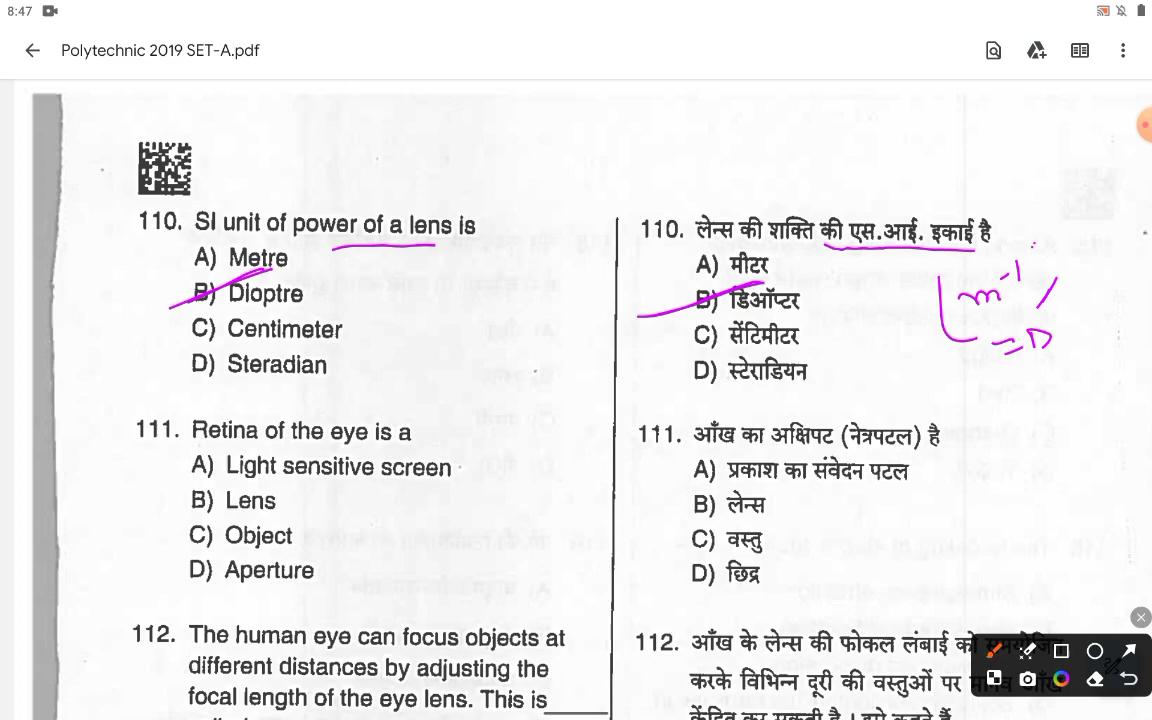 8:47
Polytechnic 2019 SET-A.pdf
110. SI unit of power of a lens is
A) Metre
B) Dioptre
C) Centimeter
D) Steradian
111. Retina of the eye is a
A) Light sensitive screen
B) Lens
C) Object
D) Aperture
112. The human eye can focus objects at
different distances by adjusting the
focal length of the eye lens. This is ______
110. लेन्स की शक्ति की एस.आई. इकाई है
A) मीटर
B) डिऑप्टर
C) सेंटिमीटर
D) स्टेराडियन
m⁻¹
= D
111. आँख का अक्षिपट (नेत्रपटल) है
A) प्रकाश का संवेदन पटल
B) लेन्स
C) वस्तु
D) छिद्र
112. आँख के लेन्स की फोकल लंबाई को
करके विभिन्न दूरी की वस्तुओं पर